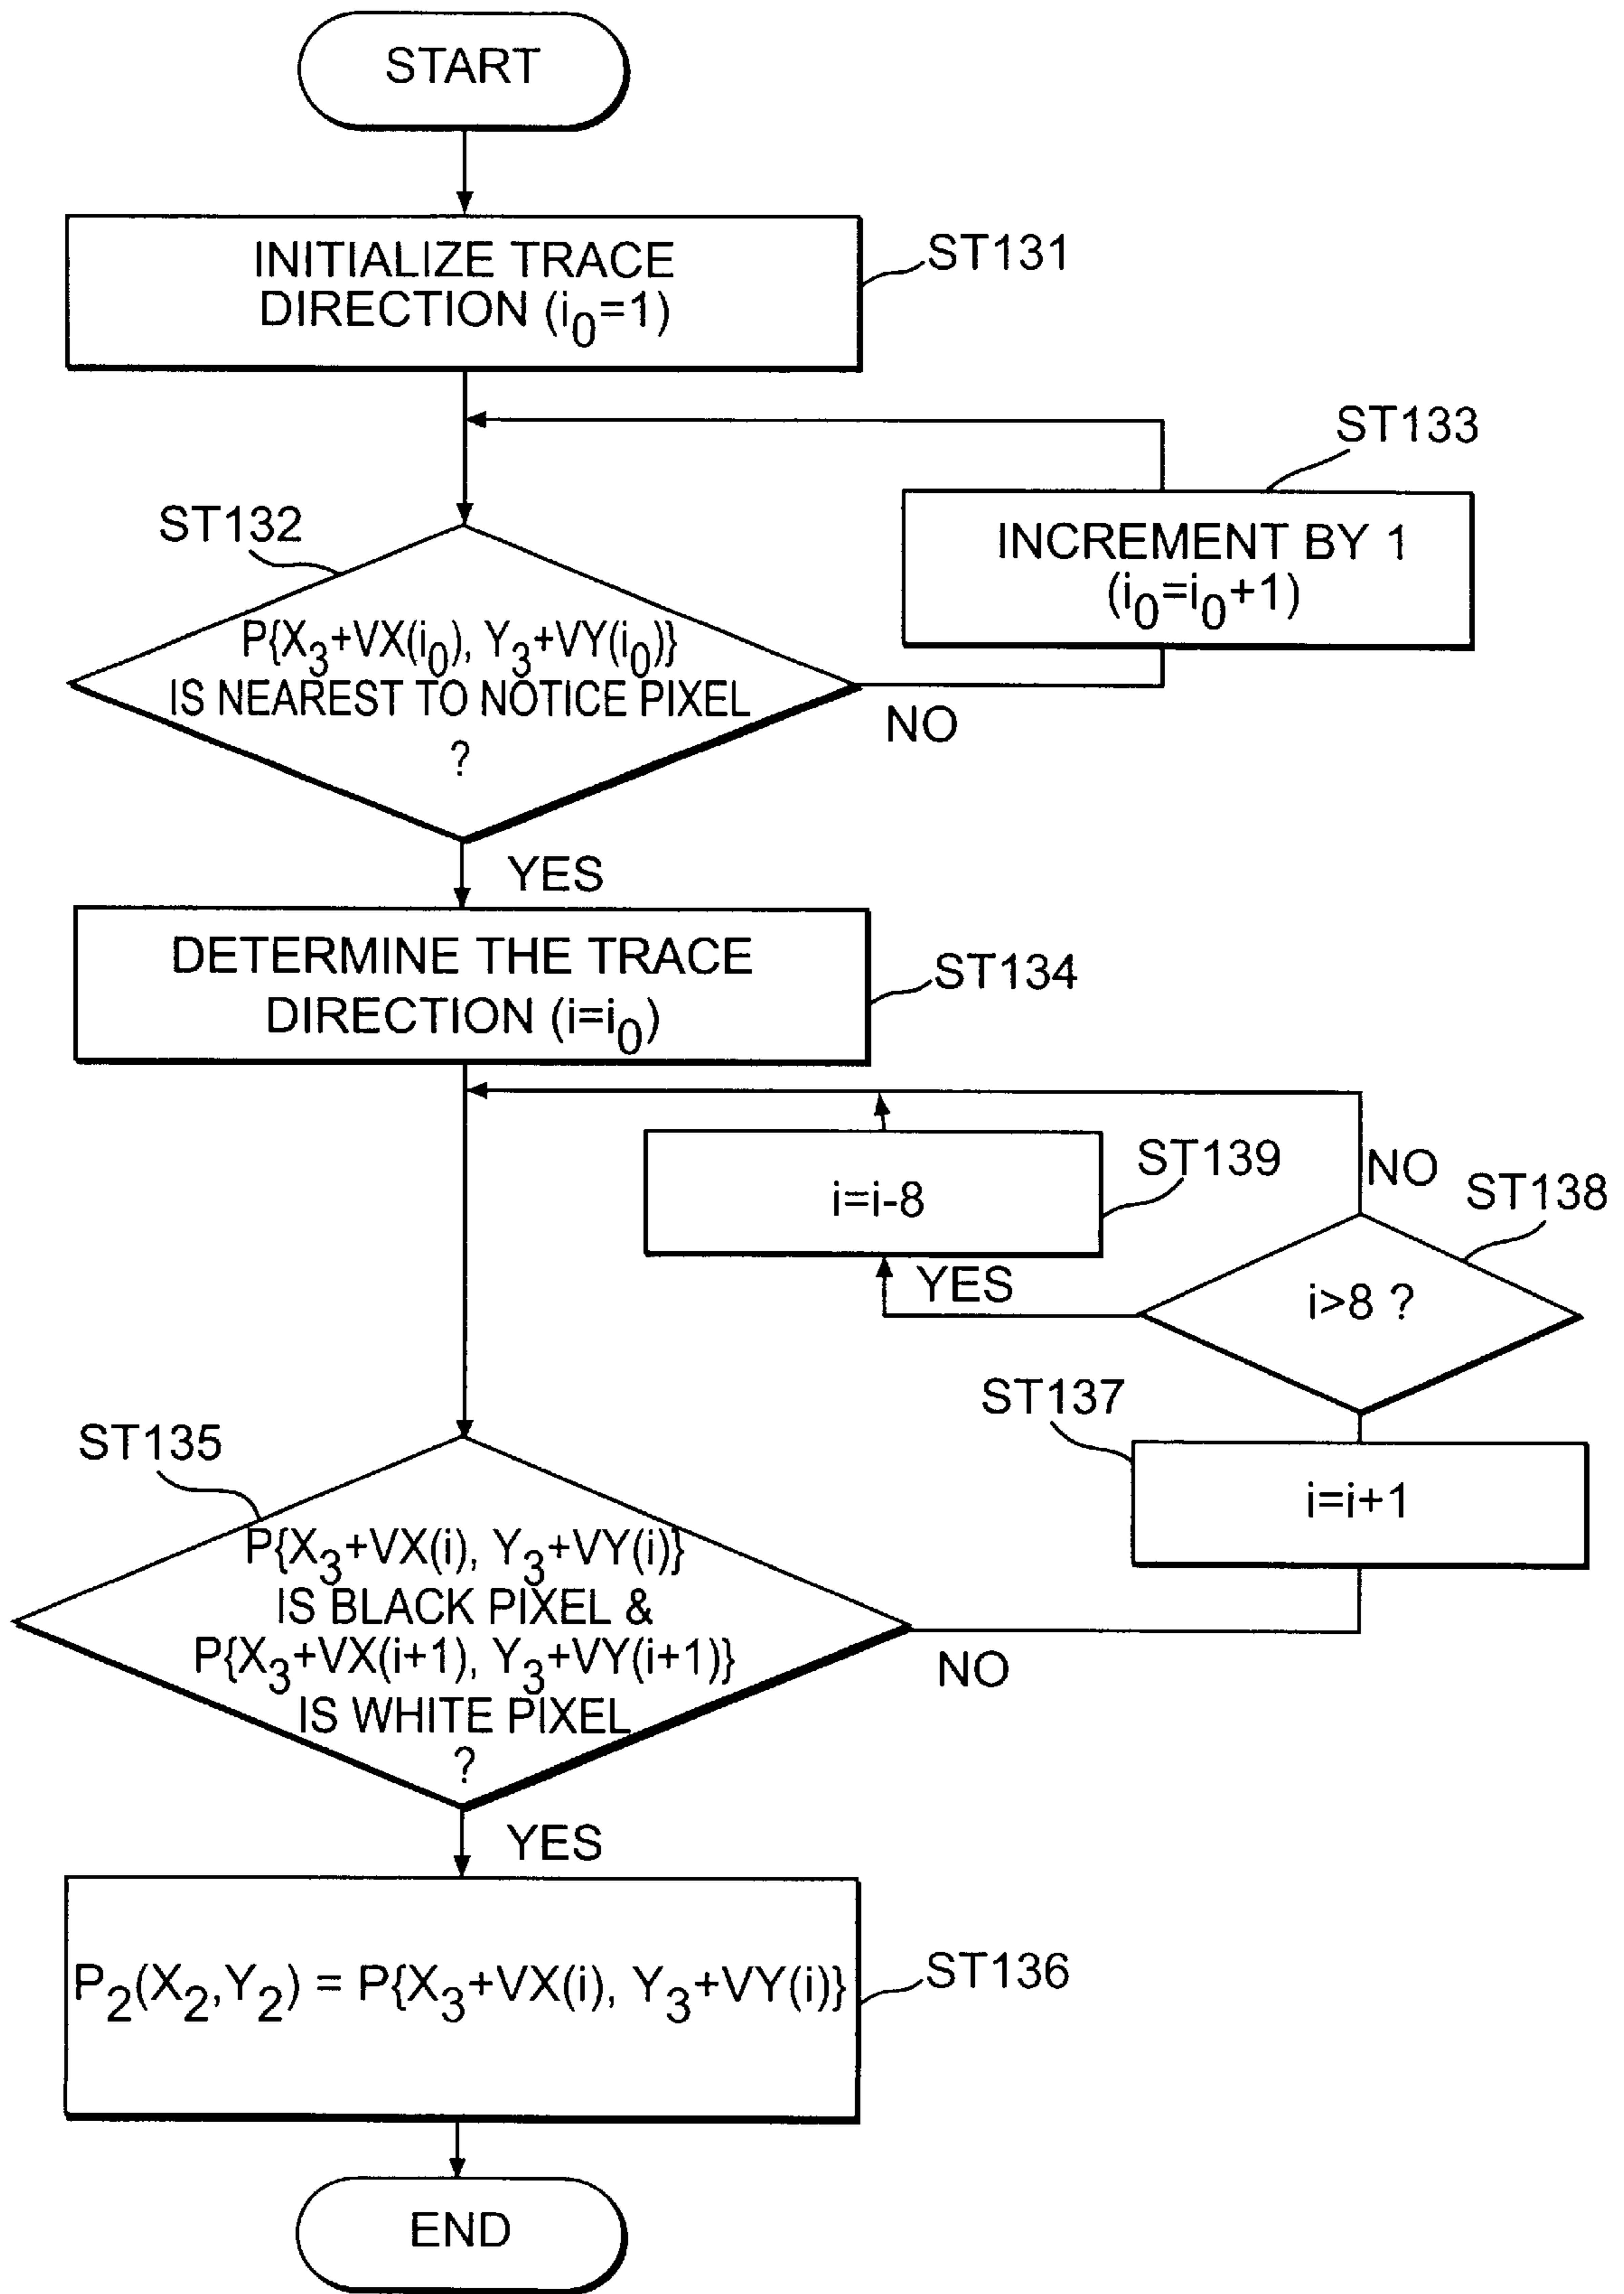 START
INITIALIZE TRACE
DIRECTION (i₀=1)
ST131
ST133
INCREMENT BY 1
(i₀=i₀+1)
ST132
P{X₃+VX(i₀), Y₃+VY(i₀)}
IS NEAREST TO NOTICE PIXEL
?
NO
YES
DETERMINE THE TRACE
DIRECTION (i=i₀)
ST134
i=i-8
ST139
NO
ST138
YES
i>8 ?
ST137
i=i+1
ST135
P{X₃+VX(i), Y₃+VY(i)}
IS BLACK PIXEL &
P{X₃+VX(i+1), Y₃+VY(i+1)}
IS WHITE PIXEL
?
NO
YES
P₂(X₂,Y₂) = P{X₃+VX(i), Y₃+VY(i)}
ST136
END